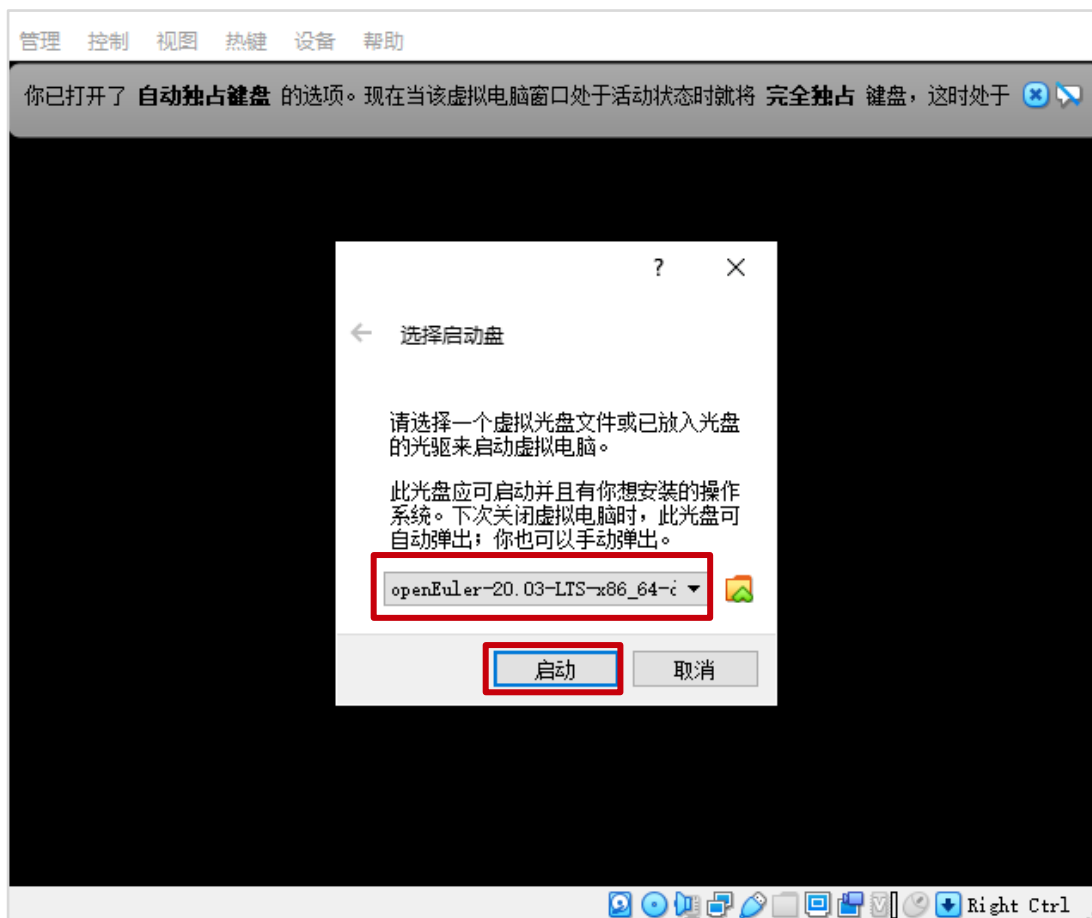 管理 控制 视图 热键 设备 帮助
你已打开了 自动独占键盘 的选项。现在当该虚拟电脑窗口处于活动状态时就将 完全独占 键盘，这时处于
?
选择启动盘
请选择一个虚拟光盘文件或已放入光盘
的光驱来启动虚拟电脑。
此光盘应可启动并且有你想安装的操作
系统。下次关闭虚拟电脑时，此光盘可
自动弹出；你也可以手动弹出。
openEuler-20.03-LTS-x86_64-
启动 取消
Right Ctrl